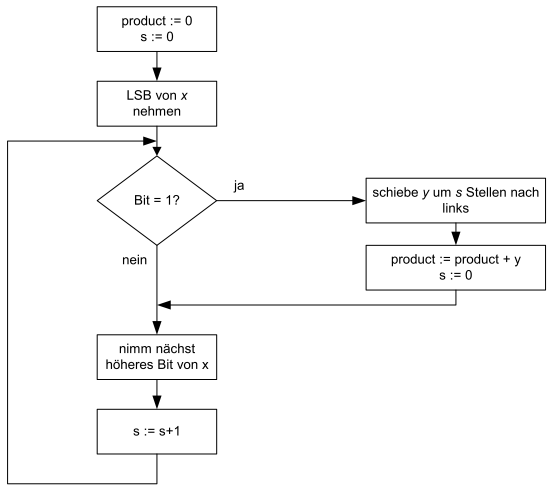 product := 0
s := 0
LSB von x
nehmen
Bit = 1?
ja
schiebe y um s Stellen nach
links
nein
product := product + y
s := 0
nimm nächst
höheres Bit von x
s := s+1